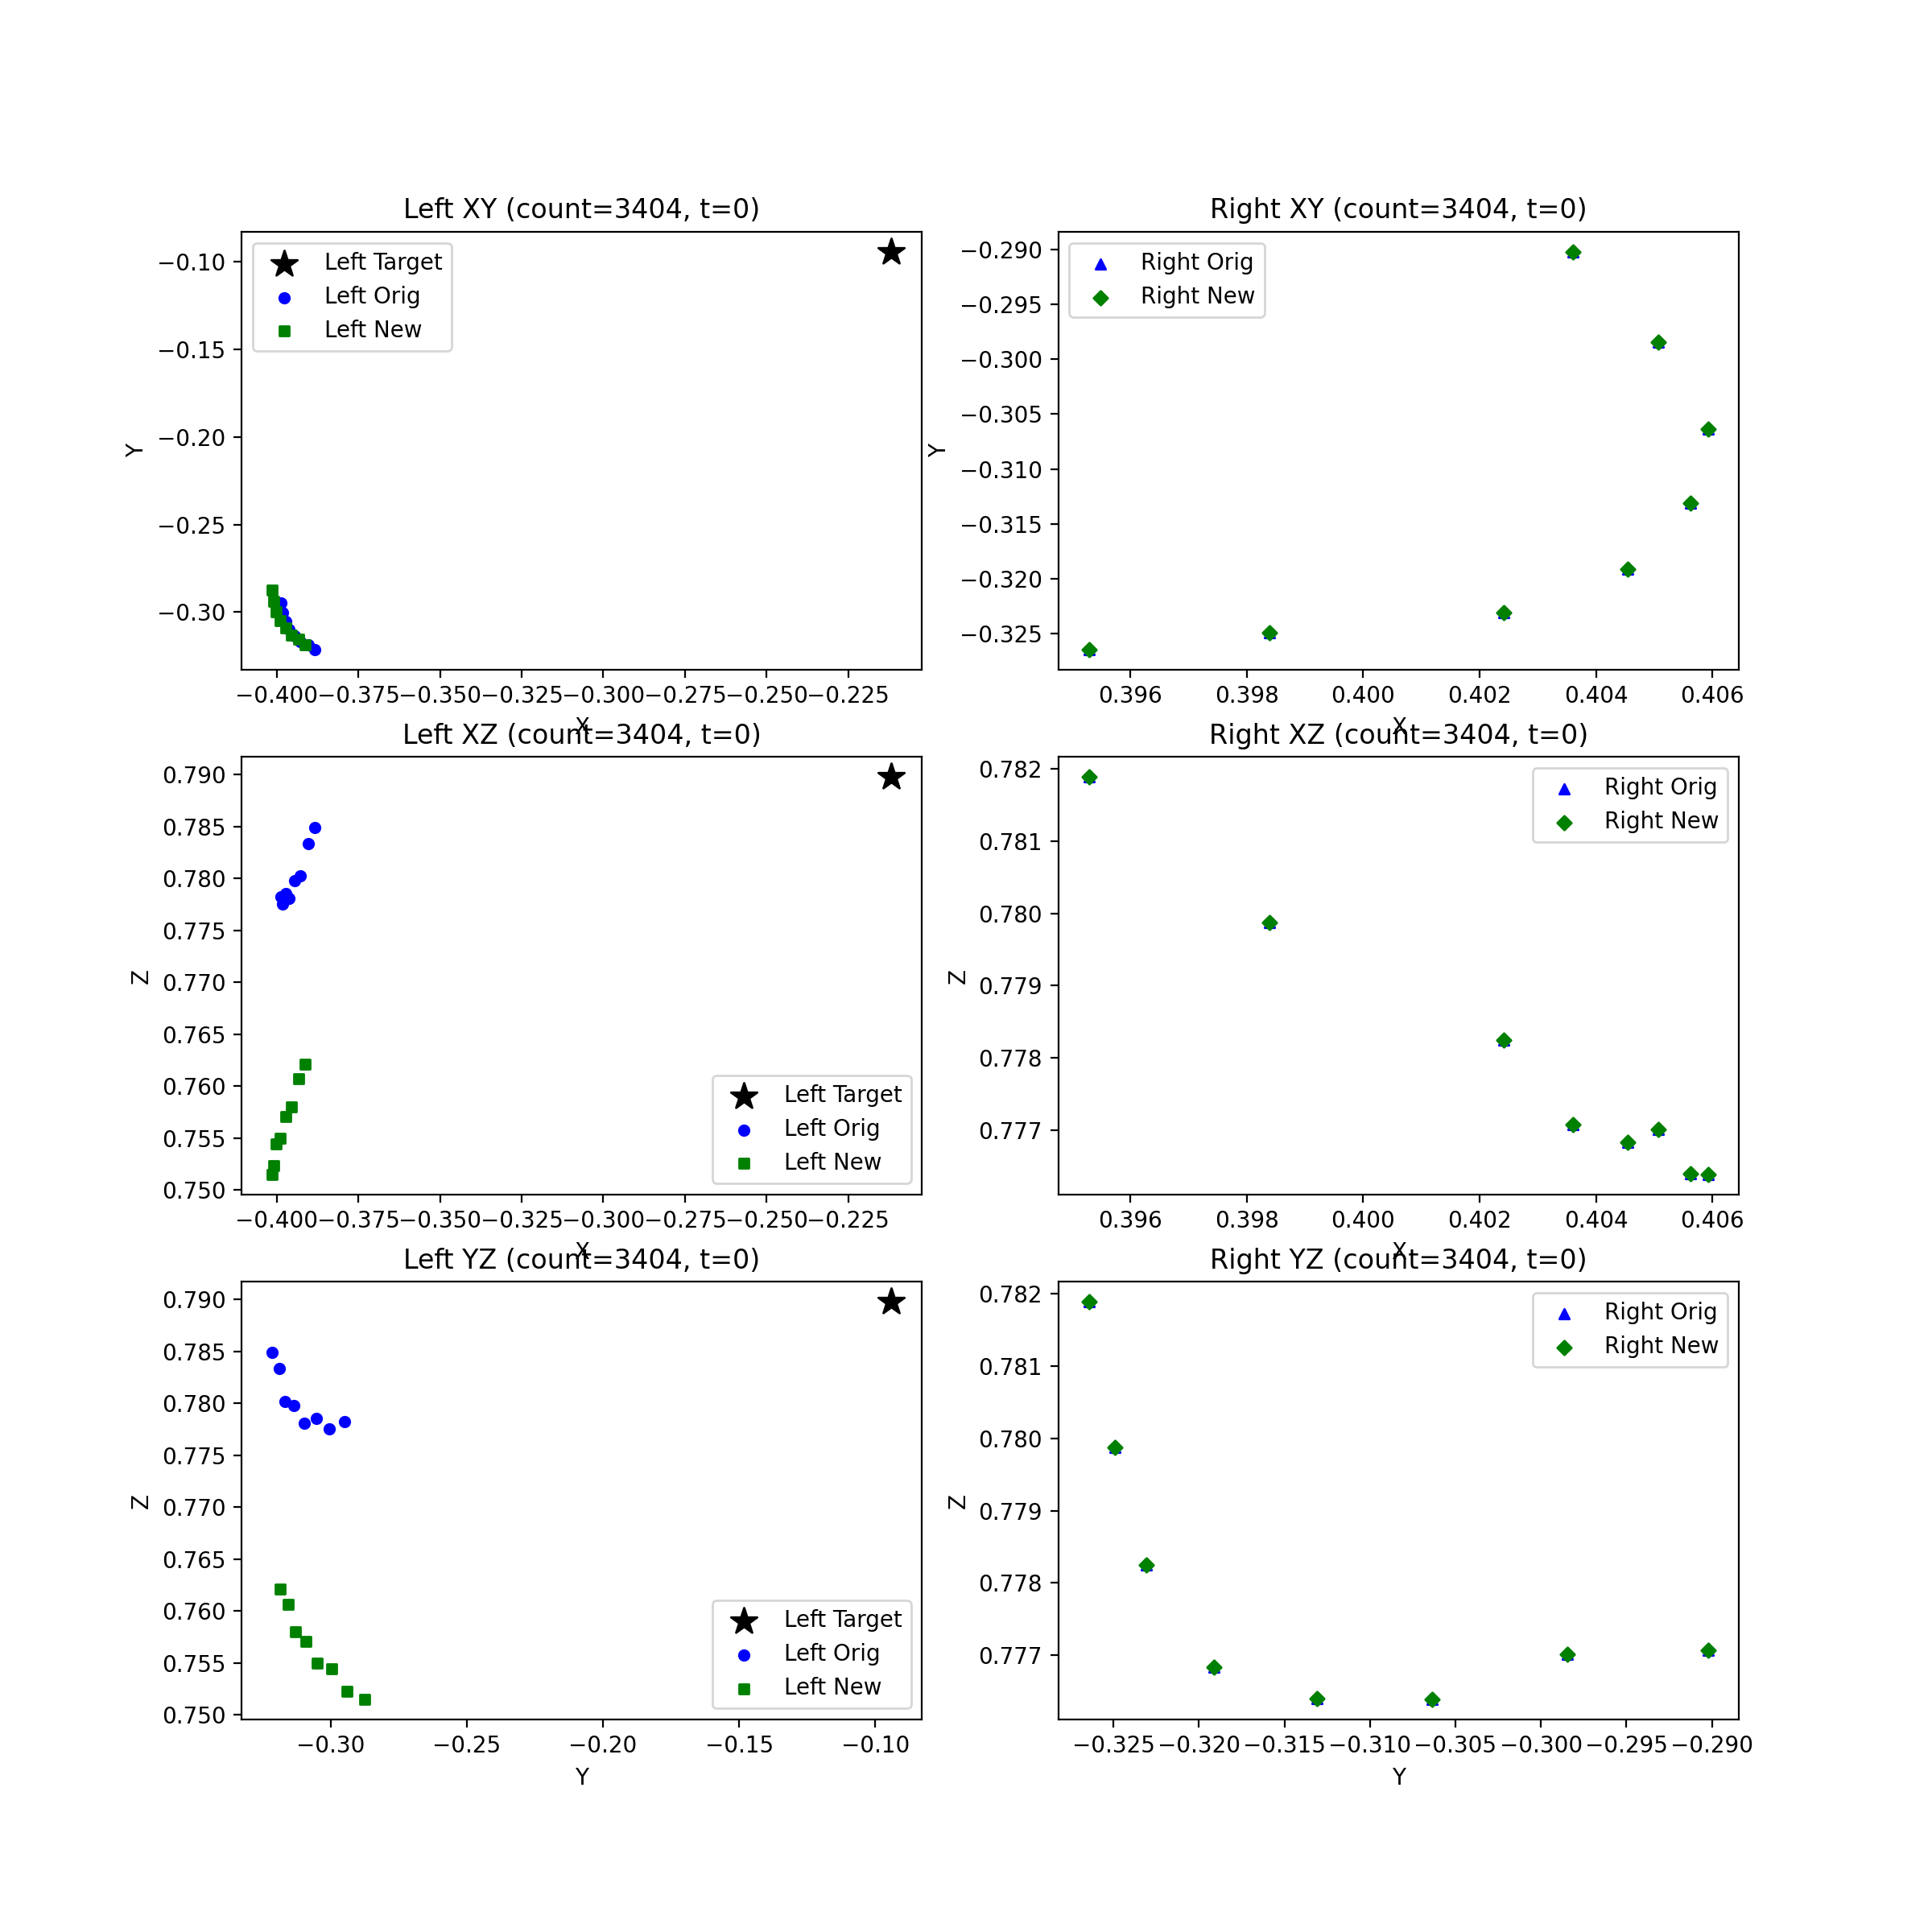 Left XY (count=3404, t=0)
Left Target
Left Orig
Left New
−0.10
−0.15
−0.20
−0.25
−0.30
Y
−0.400 −0.375 −0.350 −0.325 −0.300 −0.275 −0.250 −0.225
X
Right XY (count=3404, t=0)
Right Orig
Right New
−0.290
−0.295
−0.300
−0.305
−0.310
−0.315
−0.320
−0.325
Y
0.396 0.398 0.400 0.402 0.404 0.406
X
Left XZ (count=3404, t=0)
0.790
0.785
0.780
0.775
0.770
0.765
0.760
0.755
0.750
Z
Left Target
Left Orig
Left New
−0.400 −0.375 −0.350 −0.325 −0.300 −0.275 −0.250 −0.225
X
Right XZ (count=3404, t=0)
Right Orig
Right New
0.782
0.781
0.780
0.779
0.778
0.777
Z
0.396 0.398 0.400 0.402 0.404 0.406
X
Left YZ (count=3404, t=0)
0.790
0.785
0.780
0.775
0.770
0.765
0.760
0.755
0.750
Z
Left Target
Left Orig
Left New
−0.30 −0.25 −0.20 −0.15 −0.10
Y
Right YZ (count=3404, t=0)
Right Orig
Right New
0.782
0.781
0.780
0.779
0.778
0.777
Z
−0.325 −0.320 −0.315 −0.310 −0.305 −0.300 −0.295 −0.290
Y